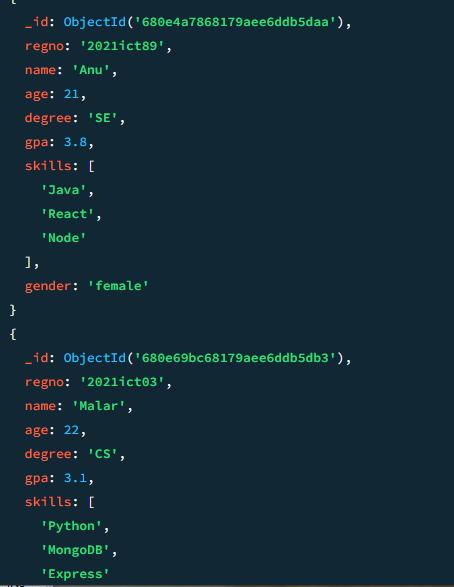 {
_id: ObjectId('680e4a7868179aee6ddb5daa'),
regno: '2021ict89',
name: 'Anu',
age: 21,
degree: 'SE',
gpa: 3.8,
skills: [
'Java',
'React',
'Node'
],
gender: 'female'
}
{
_id: ObjectId('680e69bc68179aee6ddb5db3'),
regno: '2021ict03',
name: 'Malar',
age: 22,
degree: 'CS',
gpa: 3.1,
skills: [
'Python',
'MongoDB',
'Express'